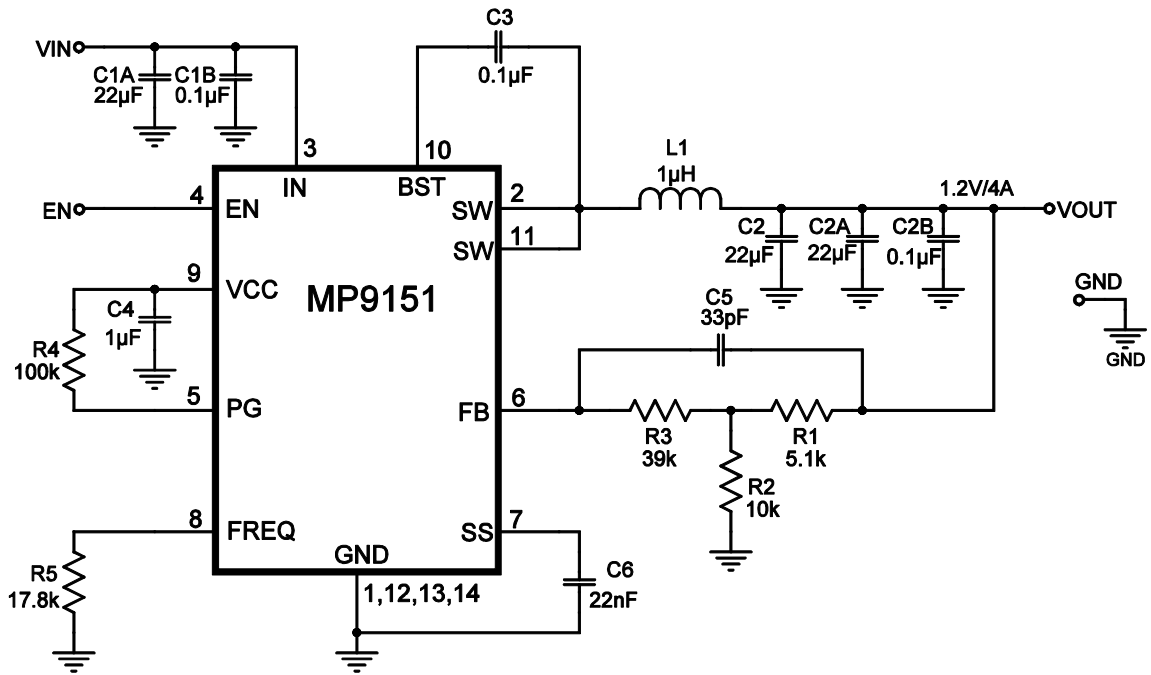 VIN
C1A
22μF
C1B
0.1μF
C3
0.1μF
3
10
IN
BST
L1
1μH
4
EN
EN
2
SW
11
SW
1.2V/4A
VOUT
C2
22μF
C2A
22μF
C2B
0.1μF
9
VCC
MP9151
C4
1μF
R4
100k
5
PG
GND
GND
C5
33pF
6
FB
R3
39k
R1
5.1k
R2
10k
8
FREQ
7
SS
GND
R5
17.8k
1,12,13,14
C6
22nF